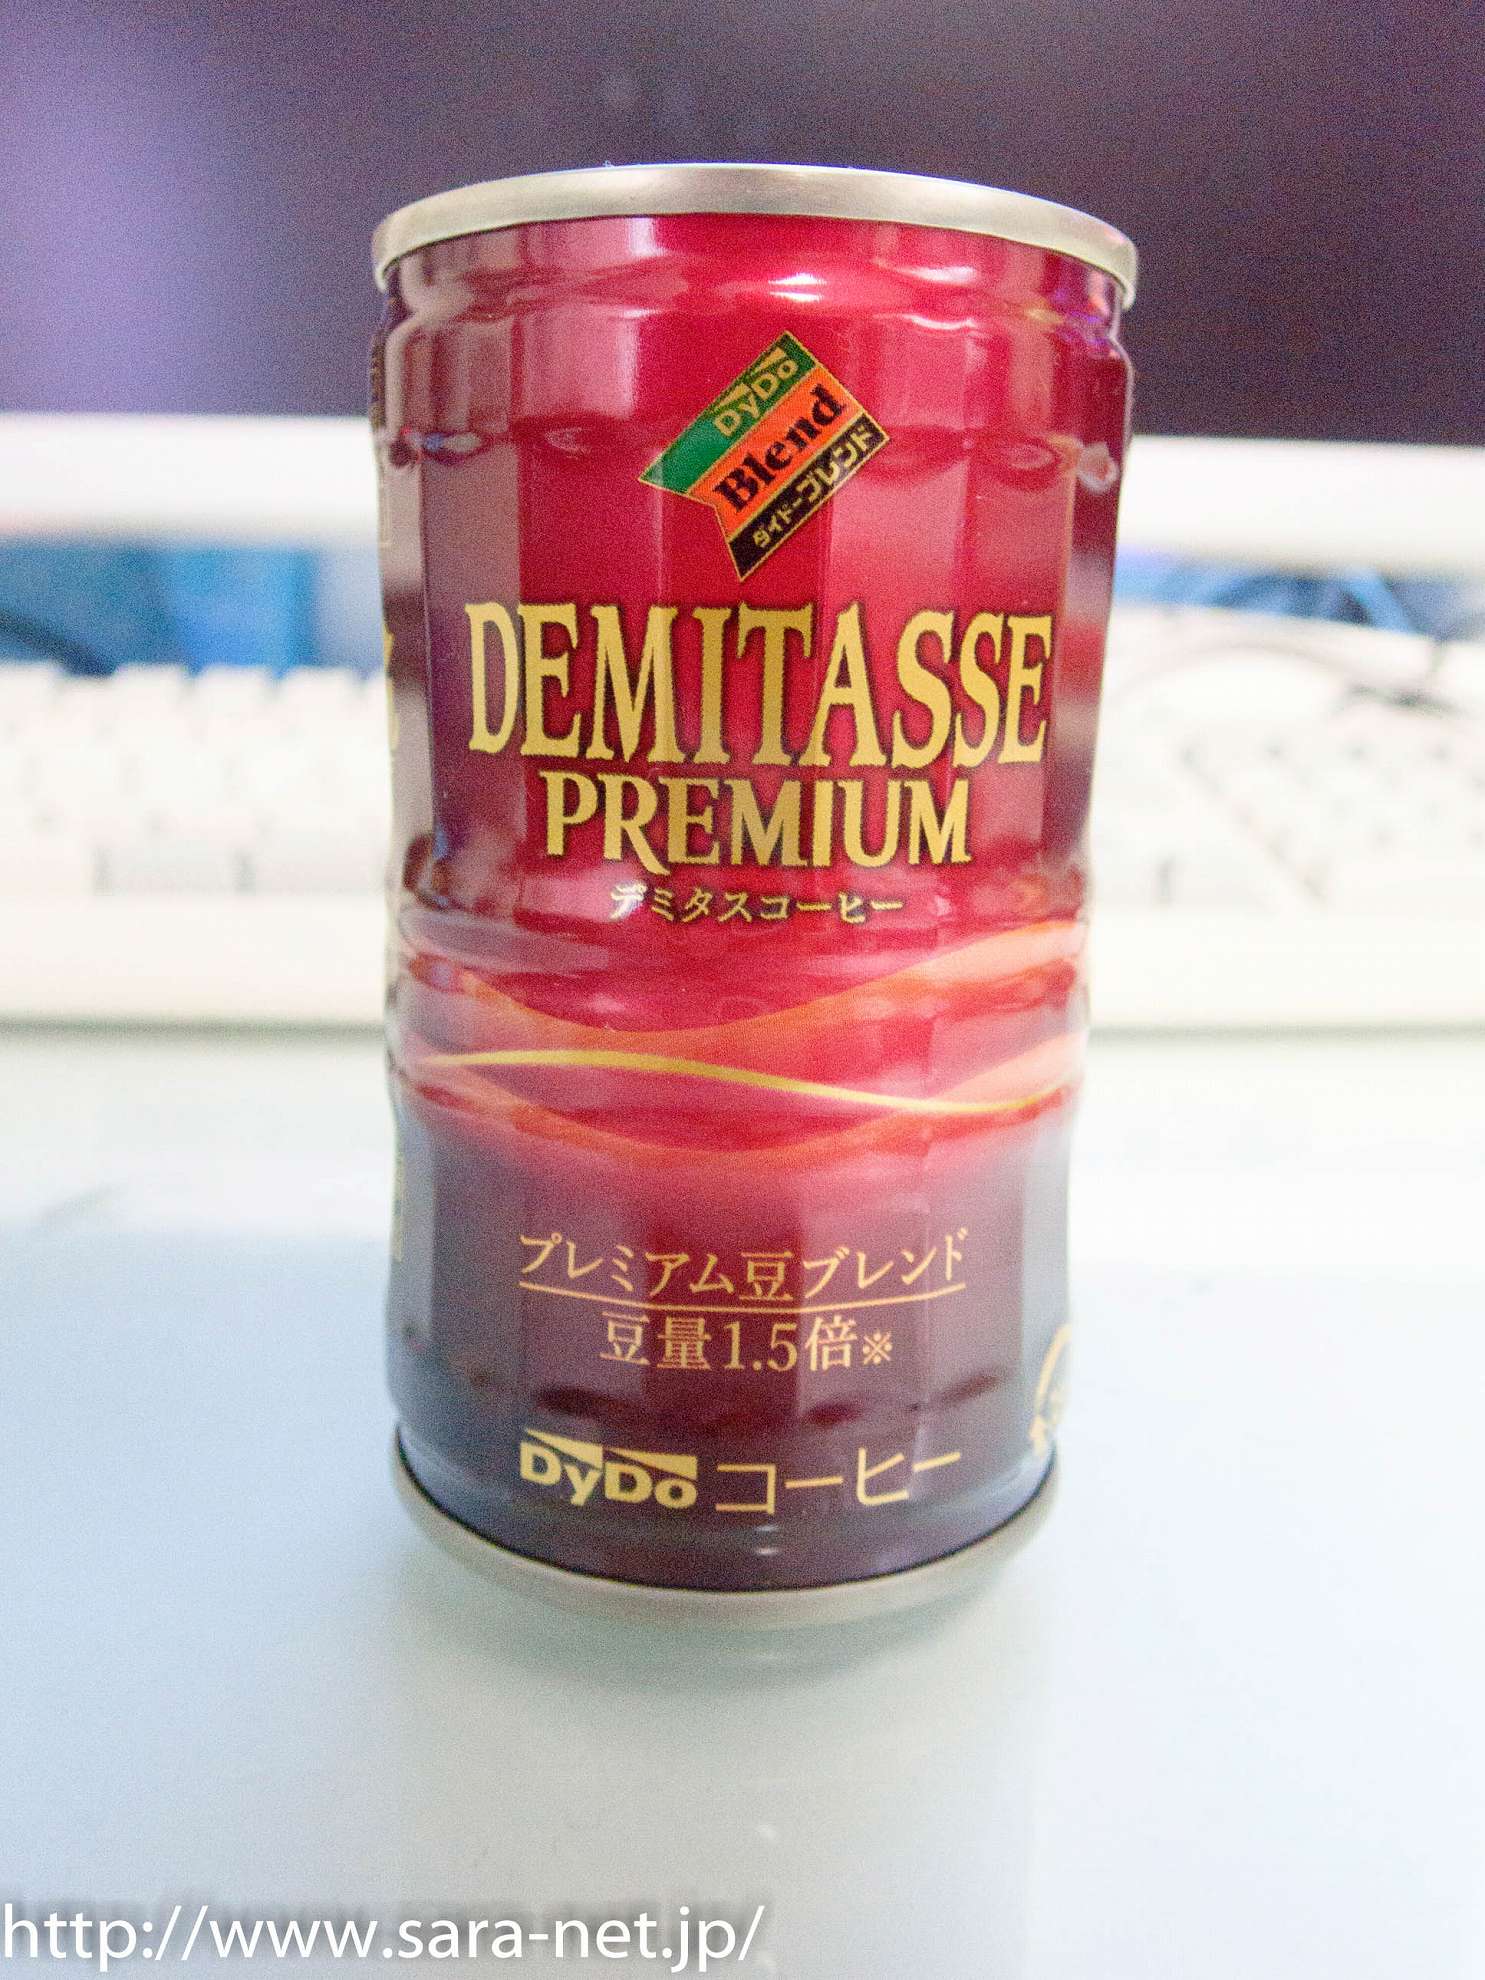 DyDo
Blend
ダイドーブレンド
DEMITASSE
PREMIUM
デミタスコーヒー
プレミアム豆ブレンド
豆量1.5倍※
DyDo コーヒー
http://www.sara-net.jp/